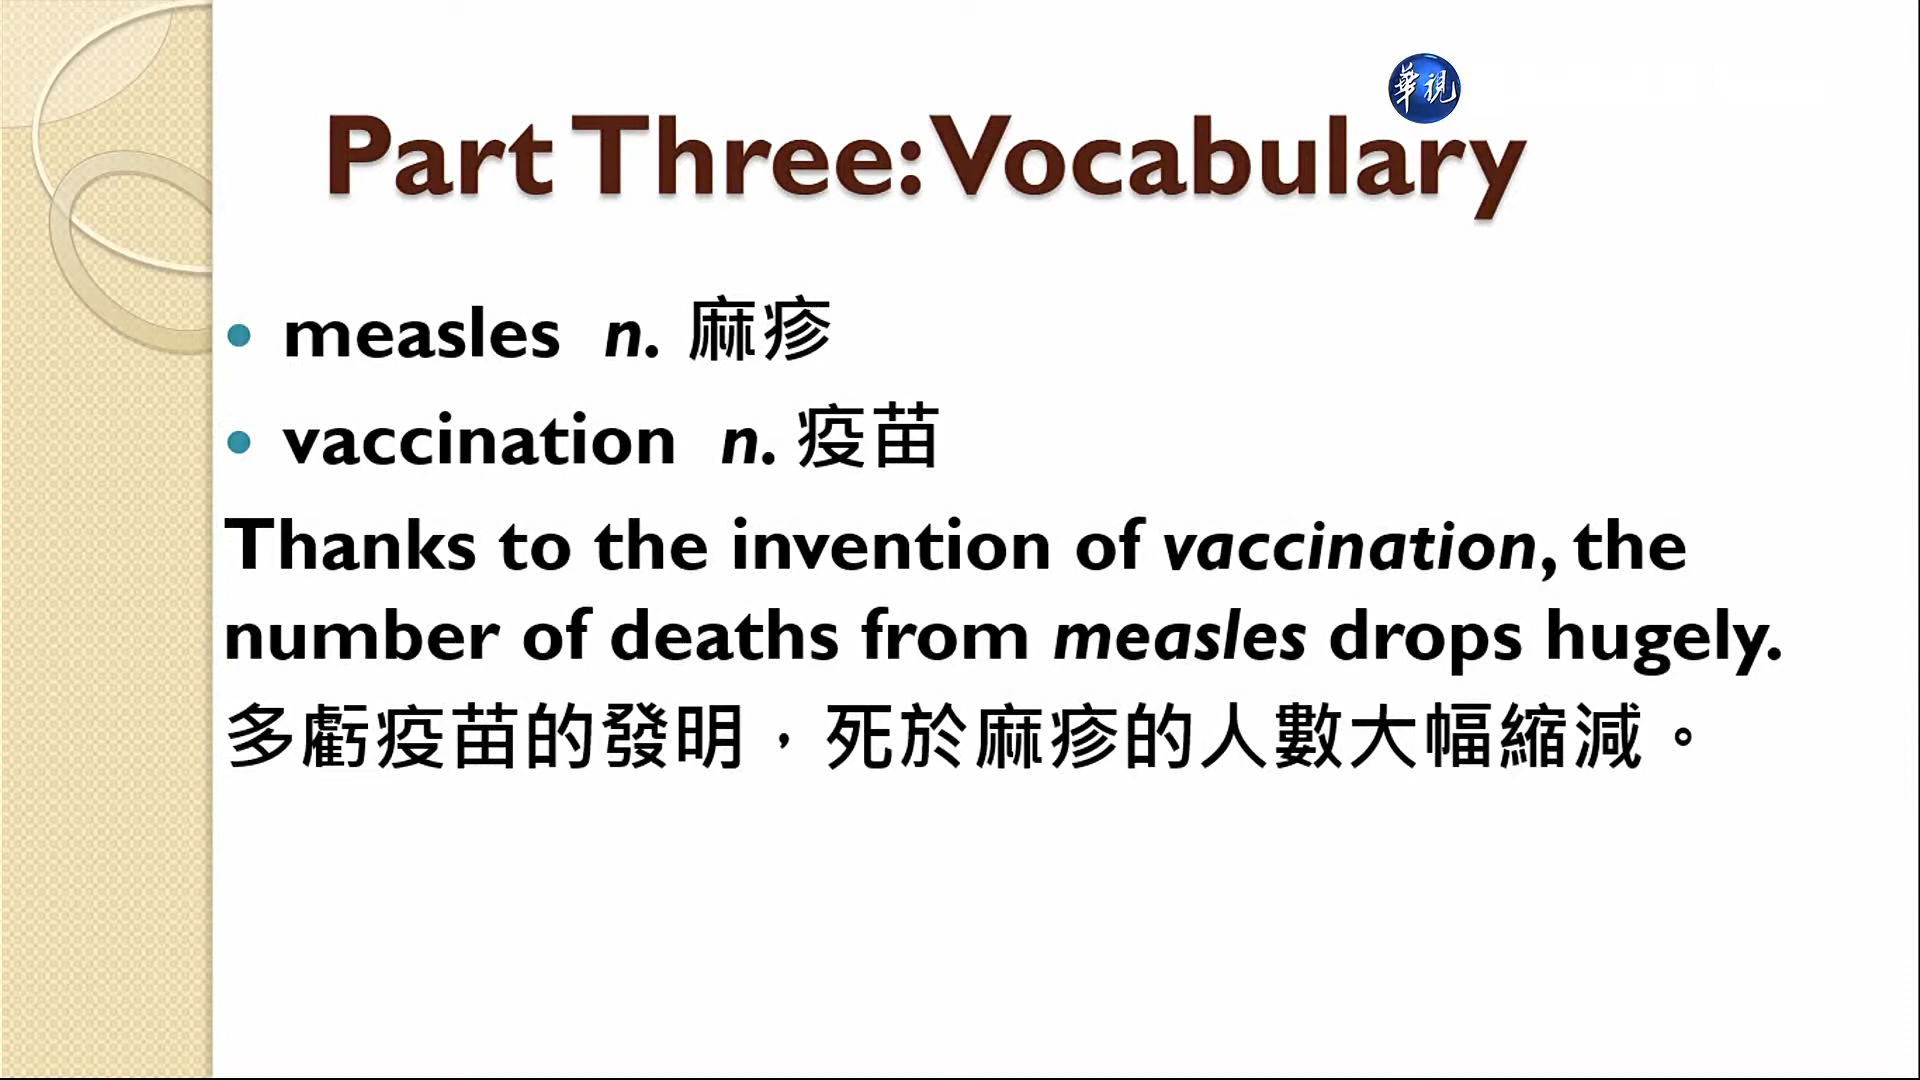 華視
Part Three: Vocabulary
measles n. 麻疹
vaccination n. 疫苗
Thanks to the invention of vaccination, the
number of deaths from measles drops hugely.
多虧疫苗的發明，死於麻疹的人數大幅縮減。